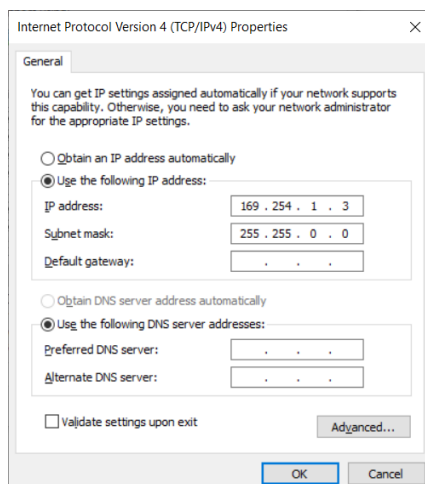 Internet Protocol Version 4 (TCP/IPv4) Properties
General
You can get IP settings assigned automatically if your network supports
this capability. Otherwise, you need to ask your network administrator
for the appropriate IP settings.
Obtain an IP address automatically
Use the following IP address:
IP address: 169 . 254 . 1 . 3
Subnet mask: 255 . 255 . 0 . 0
Default gateway: . . .
Obtain DNS server address automatically
Use the following DNS server addresses:
Preferred DNS server: . . .
Alternate DNS server: . . .
Validate settings upon exit
Advanced...
OK Cancel